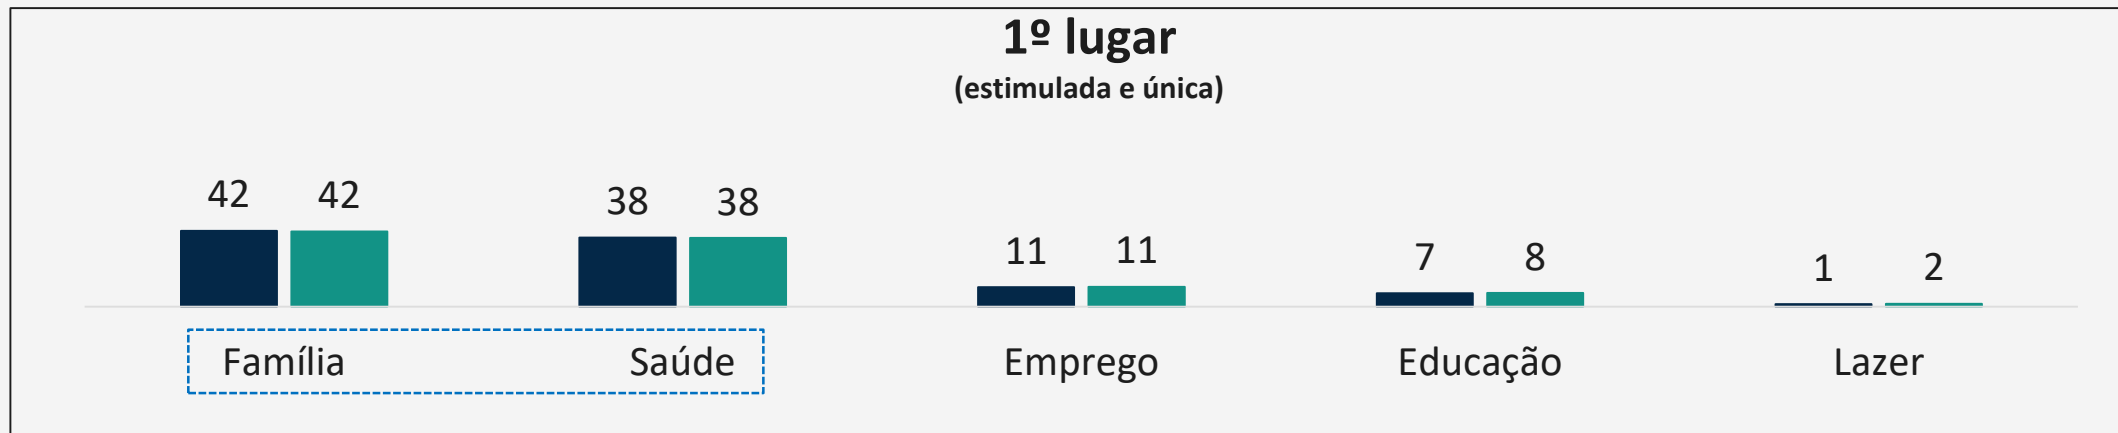 1º lugar
(estimulada e única)
42 42 38 38 11 11 7 8 1 2
Família Saúde Emprego Educação Lazer